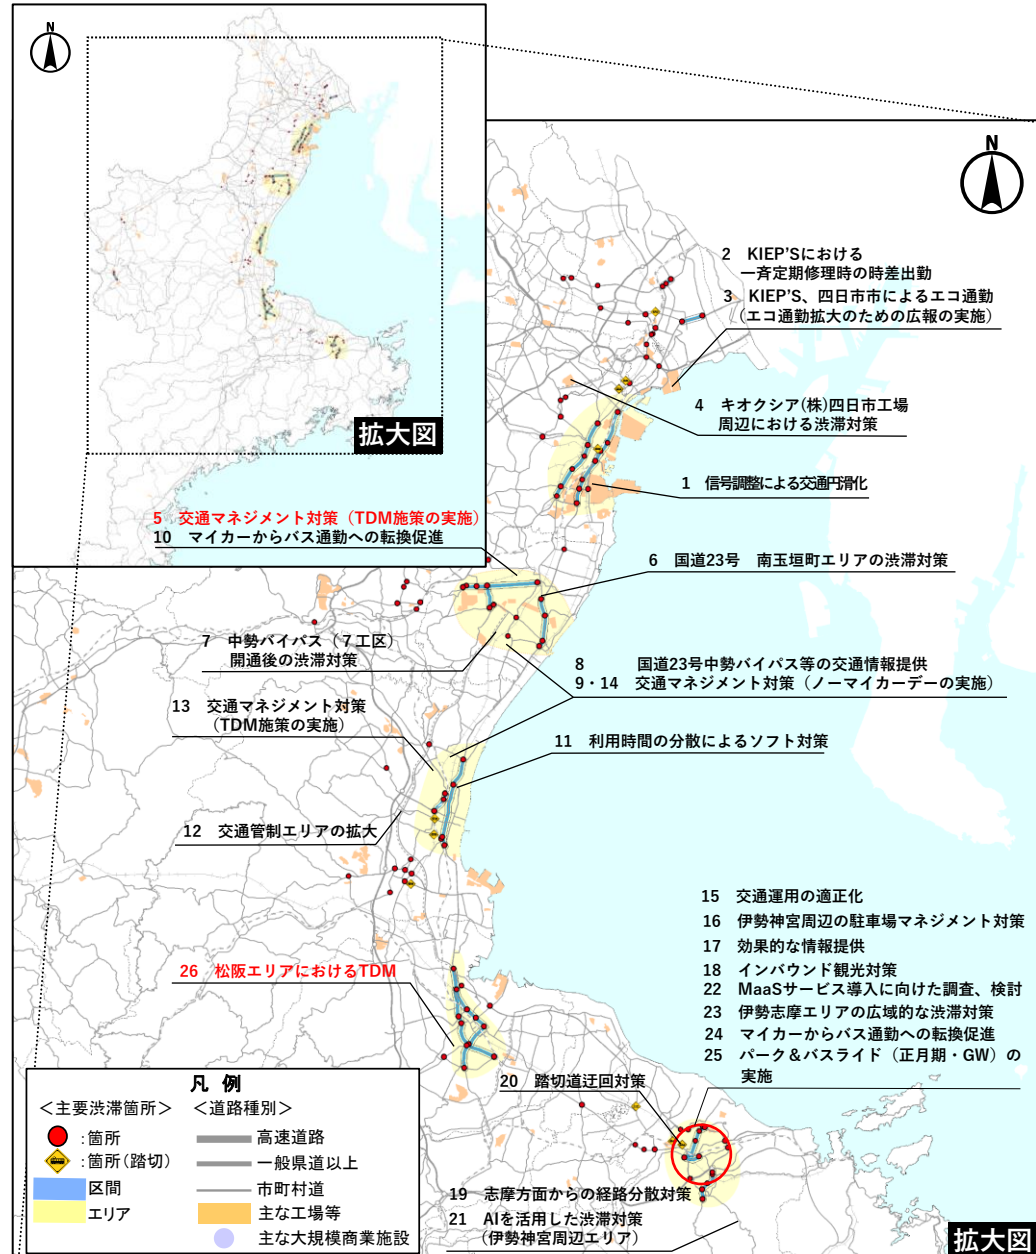 N
拡大図
N
2 KIEP'Sにおける
一斉定期修理時の時差出勤
3 KIEP'S、四日市市によるエコ通勤
（エコ通勤拡大のための広報の実施）
4 キオクシア(株)四日市工場
周辺における渋滞対策
1 信号調整による交通円滑化
5 交通マネジメント対策（TDM施策の実施）
10 マイカーからバス通勤への転換促進
6 国道23号 南玉垣町エリアの渋滞対策
7 中勢バイパス（７工区）
開通後の渋滞対策
8 国道23号中勢バイパス等の交通情報提供
9・14 交通マネジメント対策（ノーマイカーデーの実施）
13 交通マネジメント対策
（TDM施策の実施）
11 利用時間の分散によるソフト対策
12 交通管制エリアの拡大
15 交通運用の適正化
16 伊勢神宮周辺の駐車場マネジメント対策
17 効果的な情報提供
18 インバウンド観光対策
22 MaaSサービス導入に向けた調査、検討
23 伊勢志摩エリアの広域的な渋滞対策
24 マイカーからバス通勤への転換促進
25 パーク＆バスライド（正月期・GW）の
実施
26 松阪エリアにおけるTDM
20 踏切道迂回対策
19 志摩方面からの経路分散対策
21 AIを活用した渋滞対策
（伊勢神宮周辺エリア）
凡 例
＜主要渋滞箇所＞ ＜道路種別＞
：箇所 高速道路
：箇所(踏切) 一般県道以上
区間 市町村道
エリア 主な工場等
主な大規模商業施設
拡大図